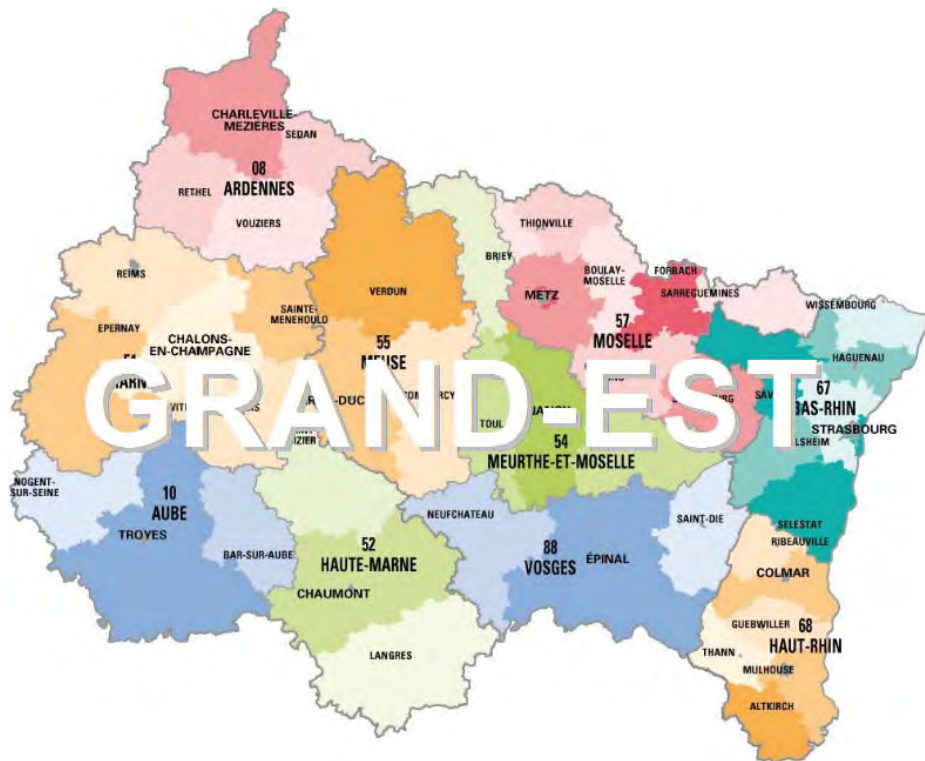 CHARLEVILLE-
MEZIERES
SEDAN
08
ARDENNES
RETHEL
VOUZIERS
REIMS
EPERNAY
CHALONS-
EN-CHAMPAGNE
SAINTE-
MENEHOULD
VERDUN
55
MEUSE
BRIEY
THIONVILLE
METZ
BOULAY-
MOSELLE
FORBACH
SARREGUEMINES
57
MOSELLE
WISSEMBOURG
HAGUENAU
67
BAS-RHIN
STRASBOURG
GRAND-EST
TOUL
54
MEURTHE-ET-MOSELLE
NOGENT-
SUR-SEINE
10
AUBE
TROYES
BAR-SUR-AUBE
52
HAUTE-MARNE
CHAUMONT
LANGRES
NEUFCHATEAU
88
VOSGES
ÉPINAL
SAINT-DIE
SELESTAT
RIBEAUVILLE
COLMAR
GUEBWILLER
68
HAUT-RHIN
THANN
MULHOUSE
ALTKIRCH